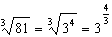 ∛81 = ∛3⁴ = 3^(4/3)